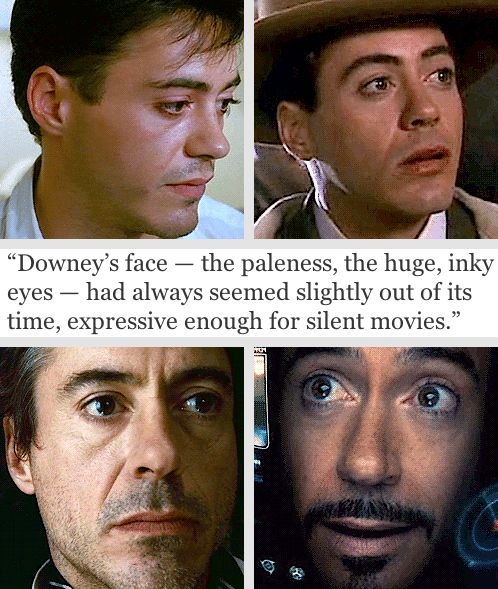 “Downey’s face — the paleness, the huge, inky
eyes — had always seemed slightly out of its
time, expressive enough for silent movies.”